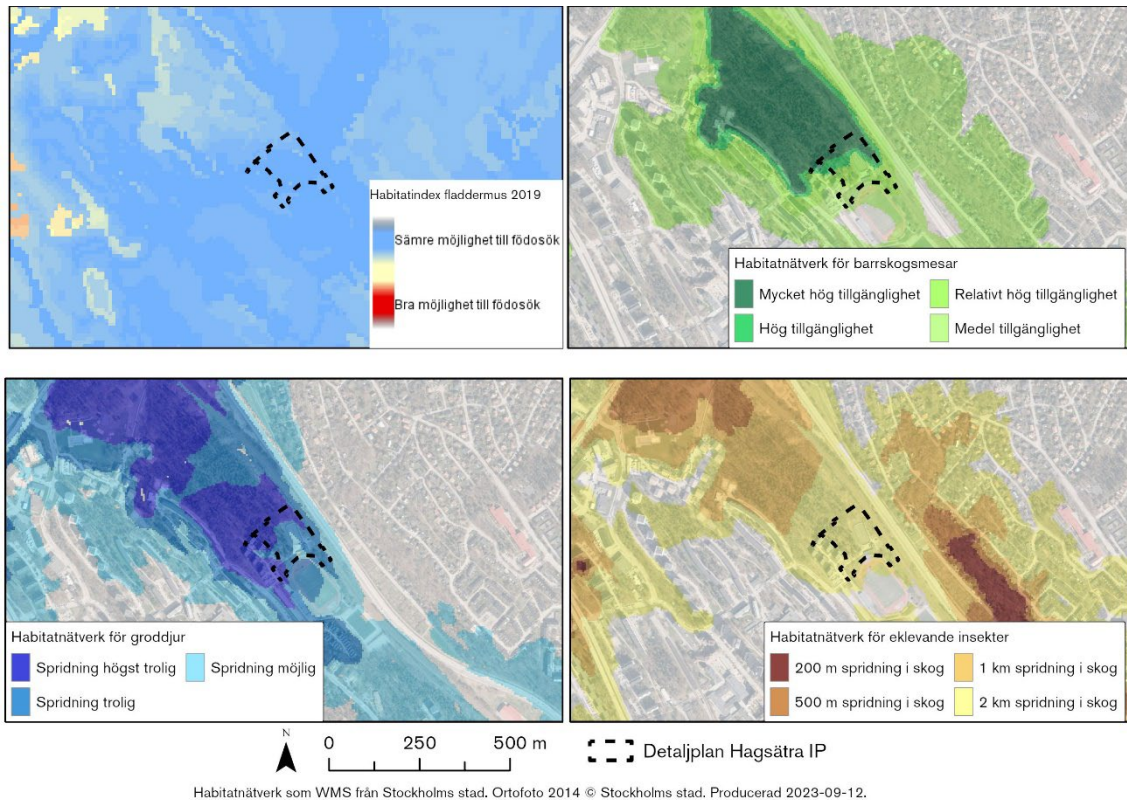 Habitatindex fladdermus 2019
Sämre möjlighet till födosök
Bra möjlighet till födosök
Habitatnätverk för barrskogsmesar
Mycket hög tillgänglighet
Relativt hög tillgänglighet
Hög tillgänglighet
Medel tillgänglighet
Habitatnätverk för groddjur
Spridning högst trolig
Spridning möjlig
Spridning trolig
Habitatnätverk för eklevande insekter
200 m spridning i skog
1 km spridning i skog
500 m spridning i skog
2 km spridning i skog
N
0 250 500 m
Detaljplan Hagsätra IP
Habitatnätverk som WMS från Stockholms stad. Ortofoto 2014 © Stockholms stad. Producerad 2023-09-12.